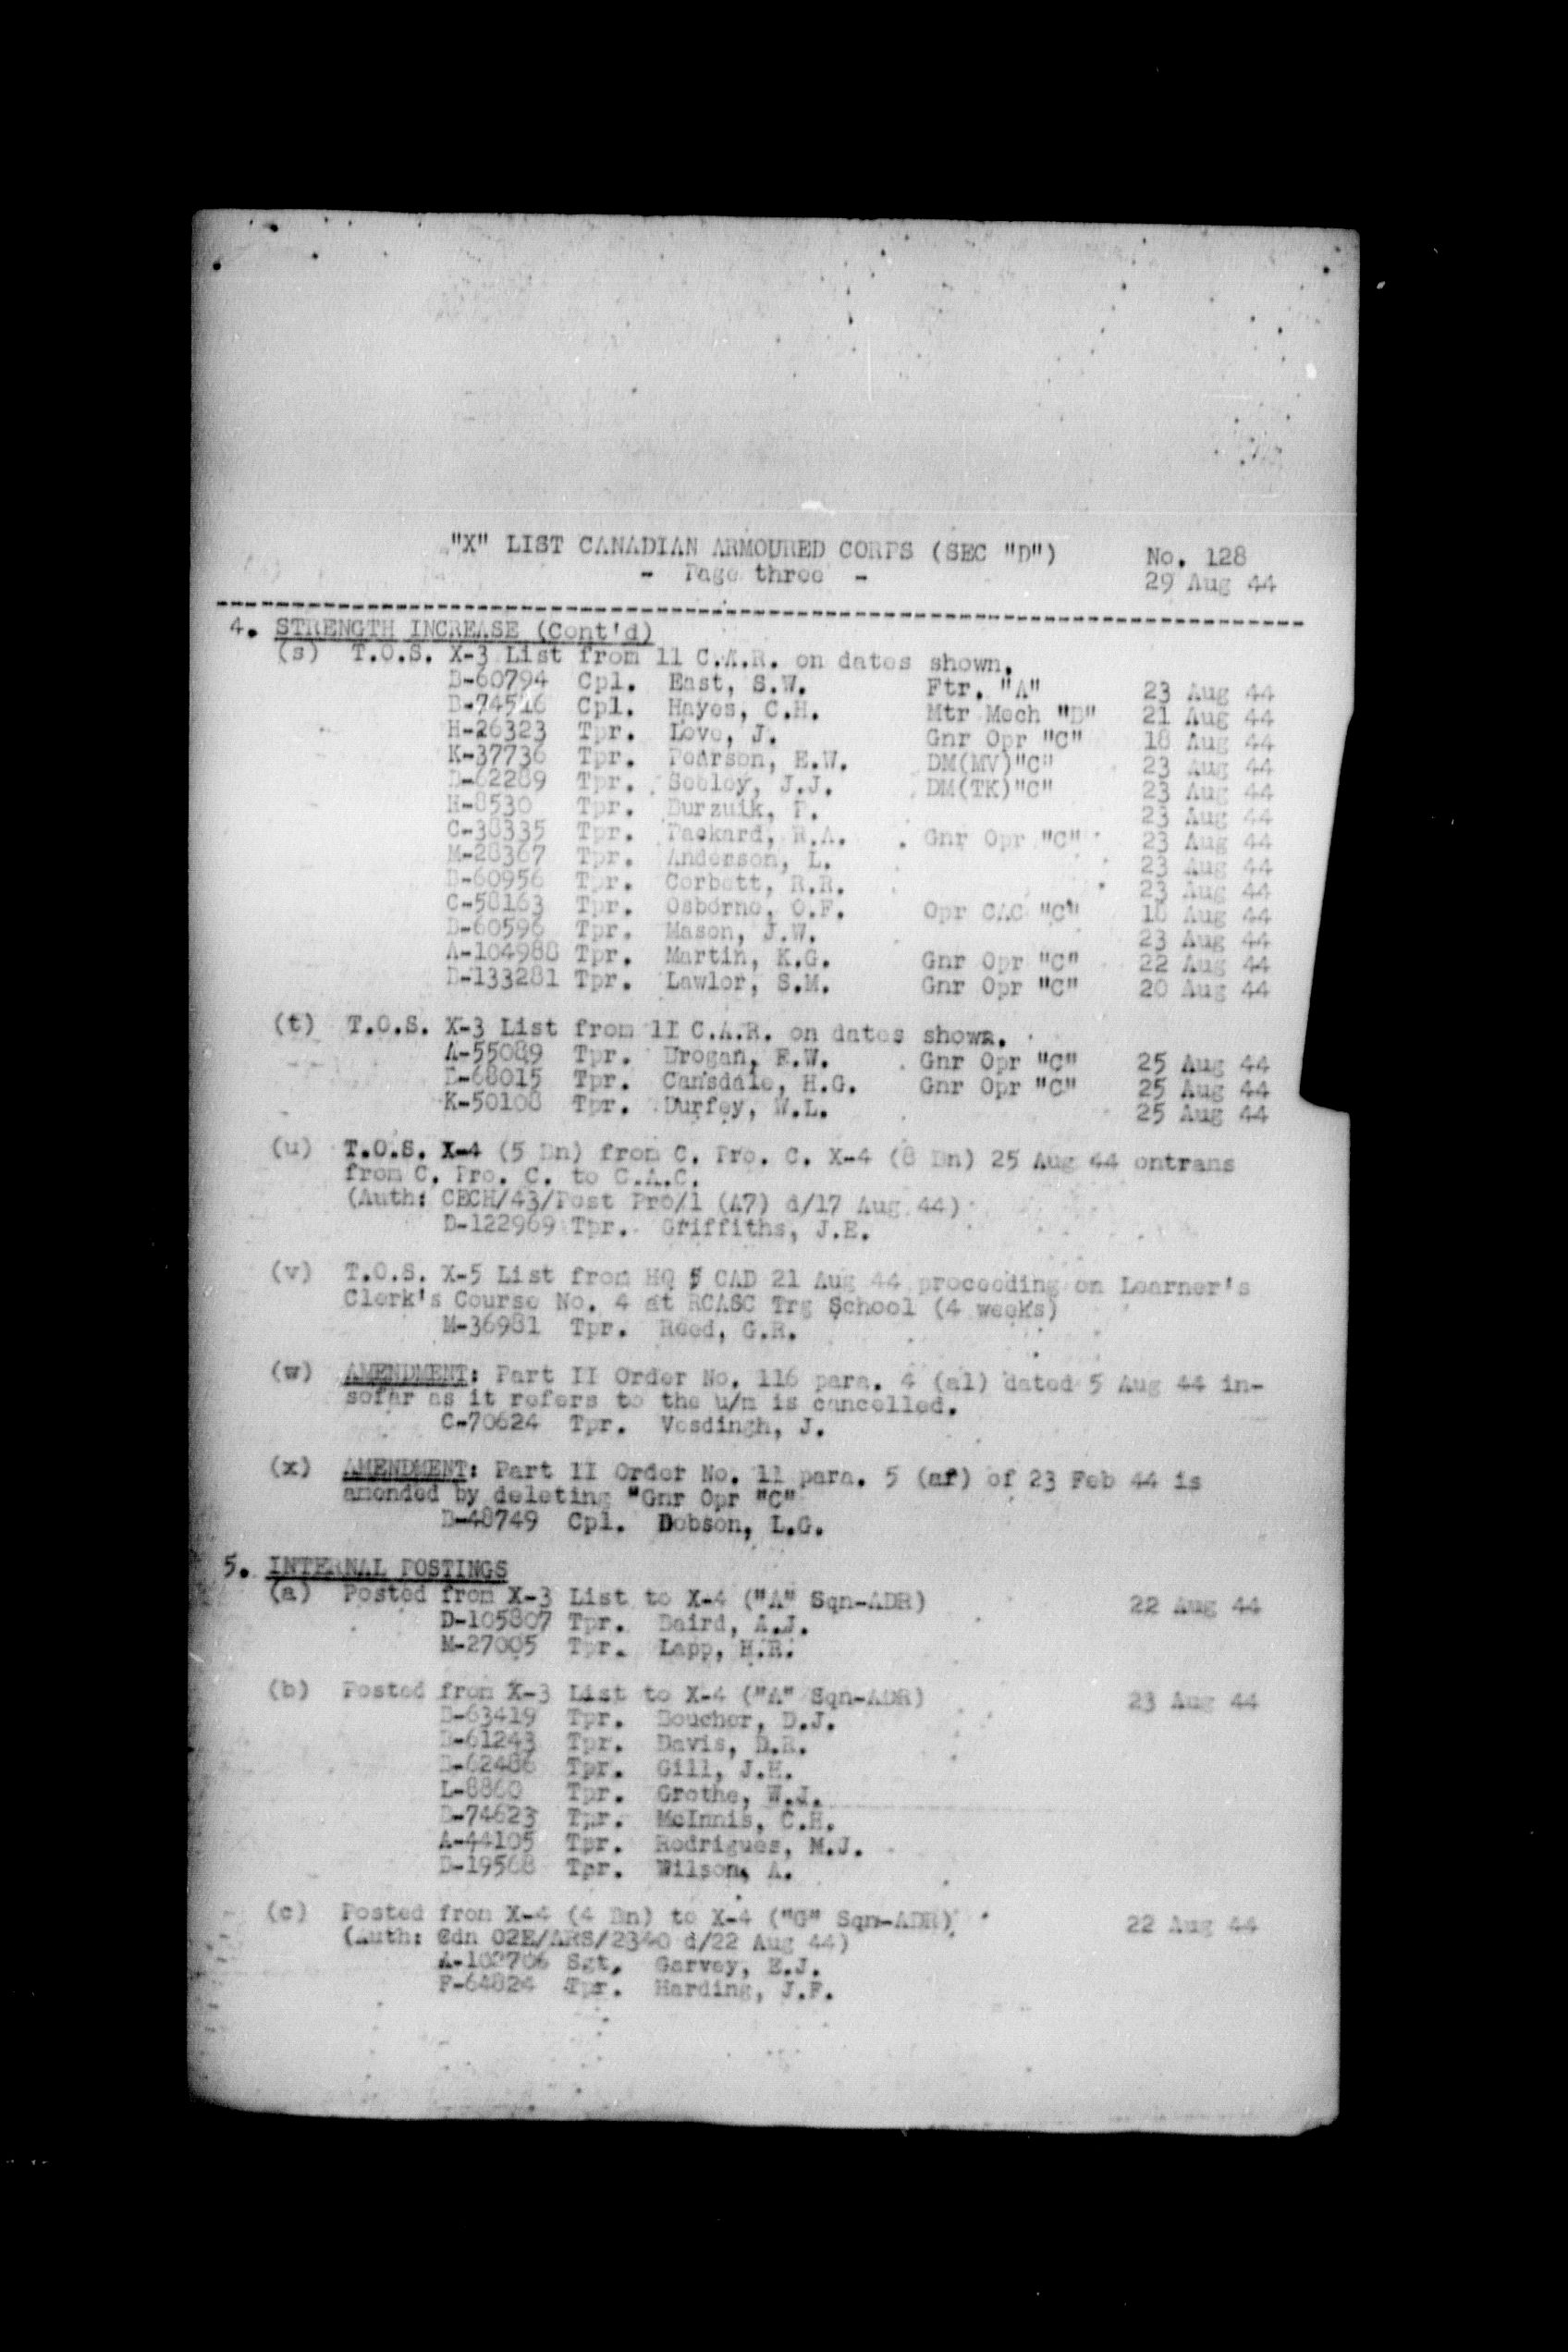 "X" LIST CANADIAN ARMOURED CORPS (SEC "D") No. 128
- Page three - 29 Aug 44
4. STRENGTH INCREASE (Cont'd)
(s) T.O.S. X-3 List from 11 C.A.R. on dates shown.
B-60794 Cpl. East, S.W. Ftr. "A" 23 Aug 44
B-74516 Cpl. Hayes, C.H. Mtr Mech "B" 21 Aug 44
H-26323 Tpr. Love, J. Gnr Opr "C" 18 Aug 44
K-37736 Tpr. Pearson, E.W. DM(MV)"C" 23 Aug 44
B-62289 Tpr. Seeley, J.J. DM(TK)"C" 23 Aug 44
H-8530 Tpr. Burzuik, P. 23 Aug 44
C-38335 Tpr. Packard, R.A. Gnr Opr "C" 23 Aug 44
M-28367 Tpr. Anderson, L. 23 Aug 44
B-60956 Tpr. Corbett, R.R. 23 Aug 44
C-58163 Tpr. Osborne, O.F. Opr CAC "C" 18 Aug 44
B-60596 Tpr. Mason, J.W. 23 Aug 44
A-104988 Tpr. Martin, K.G. Gnr Opr "C" 22 Aug 44
B-133281 Tpr. Lawlor, S.M. Gnr Opr "C" 20 Aug 44
(t) T.O.S. X-3 List from 11 C.A.R. on dates shown.
A-55089 Tpr. Brogan, E.W. Gnr Opr "C" 25 Aug 44
B-68015 Tpr. Cansdale, H.G. Gnr Opr "C" 25 Aug 44
K-50108 Tpr. Durfey, W.L. 25 Aug 44
(u) T.O.S. X-4 (5 Bn) from C. Pro. C. X-4 (8 Bn) 25 Aug 44 ontrans
from C. Pro. C. to C.A.C.
(Auth: CECH/43/Post Pro/1 (A7) d/17 Aug 44)
D-122969 Tpr. Griffiths, J.E.
(v) T.O.S. X-5 List from HQ 5 CAD 21 Aug 44 proceeding on Learner's
Clerk's Course No. 4 at RCASC Trg School (4 weeks)
M-36981 Tpr. Reed, G.R.
(w) AMENDMENT: Part II Order No. 116 para. 4 (al) dated 5 Aug 44 in-
sofar as it refers to the u/m is cancelled.
C-70624 Tpr. Vesdingh, J.
(x) AMENDMENT: Part II Order No. 11 para. 5 (af) of 23 Feb 44 is
amended by deleting "Gnr Opr "C"
B-48749 Cpl. Dobson, L.G.
5. INTERNAL POSTINGS
(a) Posted from X-3 List to X-4 ("A" Sqn-ADR) 22 Aug 44
D-105807 Tpr. Baird, A.J.
M-27005 Tpr. Lapp, H.R.
(b) Posted from X-3 List to X-4 ("A" Sqn-ADR) 23 Aug 44
B-63419 Tpr. Boucher, D.J.
B-61243 Tpr. Davis, D.R.
B-62486 Tpr. Gill, J.H.
L-8860 Tpr. Grothe, W.J.
B-74623 Tpr. McInnis, C.H.
A-44105 Tpr. Rodrigues, M.J.
D-19568 Tpr. Wilson, A.
(c) Posted from X-4 (4 Bn) to X-4 ("G" Sqn-ADR) 22 Aug 44
(Auth: Cdn 02E/ARS/2340 d/22 Aug 44)
A-102706 Sgt. Garvey, E.J.
F-64824 Tpr. Harding, J.F.